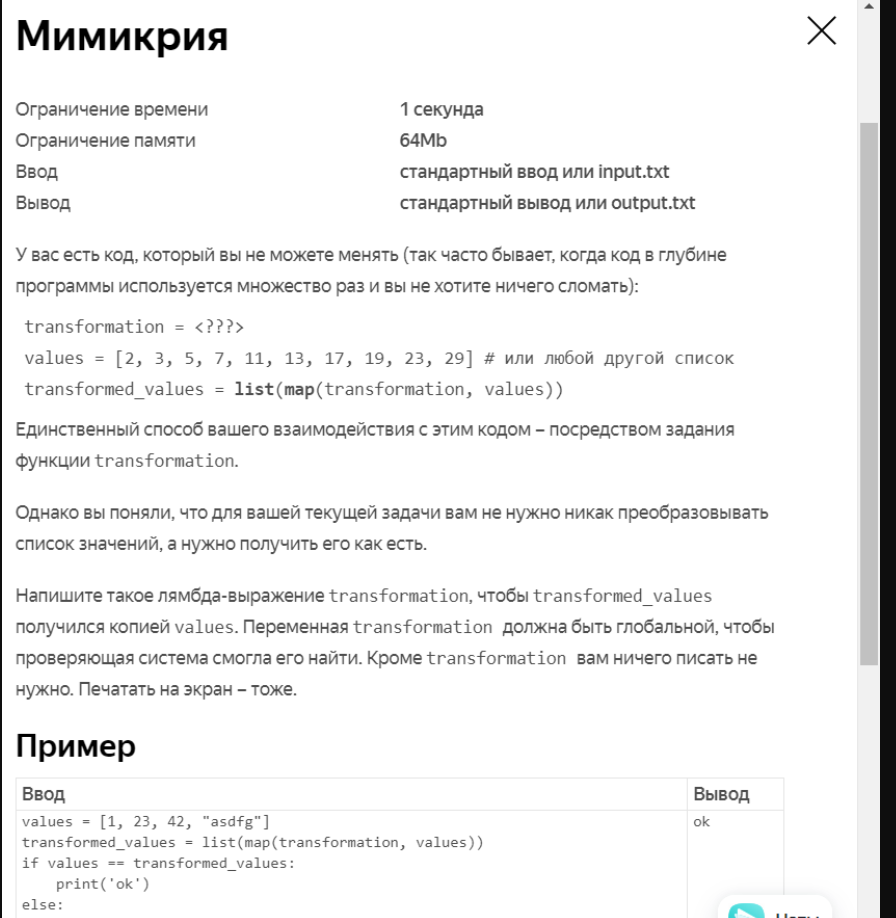 Мимикрия
Ограничение времени 1 секунда
Ограничение памяти 64Mb
Ввод стандартный ввод или input.txt
Вывод стандартный вывод или output.txt
У вас есть код, который вы не можете менять (так часто бывает, когда код в глубине
программы используется множество раз и вы не хотите ничего сломать):
transformation = <???>
values = [2, 3, 5, 7, 11, 13, 17, 19, 23, 29] # или любой другой список
transformed_values = list(map(transformation, values))
Единственный способ вашего взаимодействия с этим кодом – посредством задания
функции transformation.
Однако вы поняли, что для вашей текущей задачи вам не нужно никак преобразовывать
список значений, а нужно получить его как есть.
Напишите такое лямбда-выражение transformation, чтобы transformed_values
получился копией values. Переменная transformation должна быть глобальной, чтобы
проверяющая система смогла его найти. Кроме transformation вам ничего писать не
нужно. Печатать на экран – тоже.
Пример
Ввод Вывод
values = [1, 23, 42, "asdfg"] ok
transformed_values = list(map(transformation, values))
if values == transformed_values:
print('ok')
else: